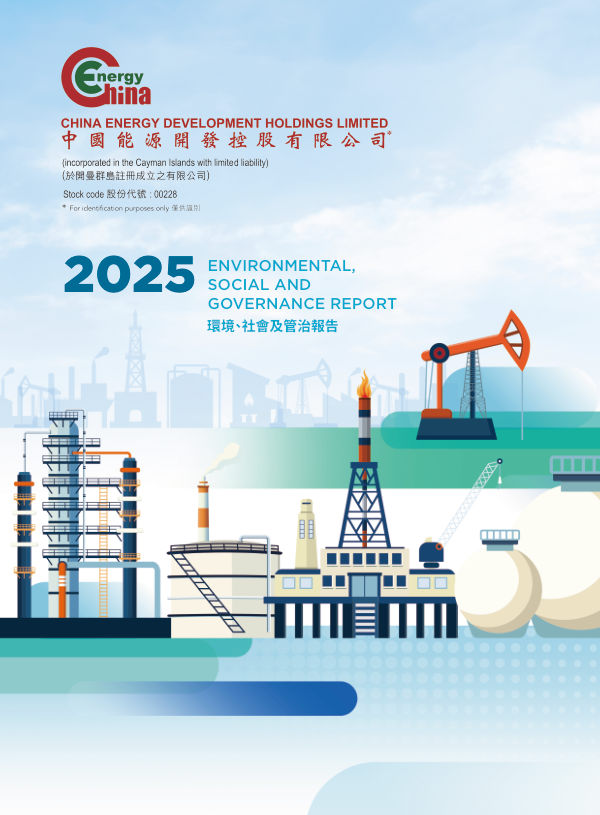 Energy
China
CHINA ENERGY DEVELOPMENT HOLDINGS LIMITED
中國能源開發控股有限公司*
(incorporated in the Cayman Islands with limited liability)
(於開曼群島註冊成立之有限公司)
Stock code 股份代號 : 00228
* For identification purposes only 僅供識別
2025 ENVIRONMENTAL,
SOCIAL AND
GOVERNANCE REPORT
環境、社會及管治報告